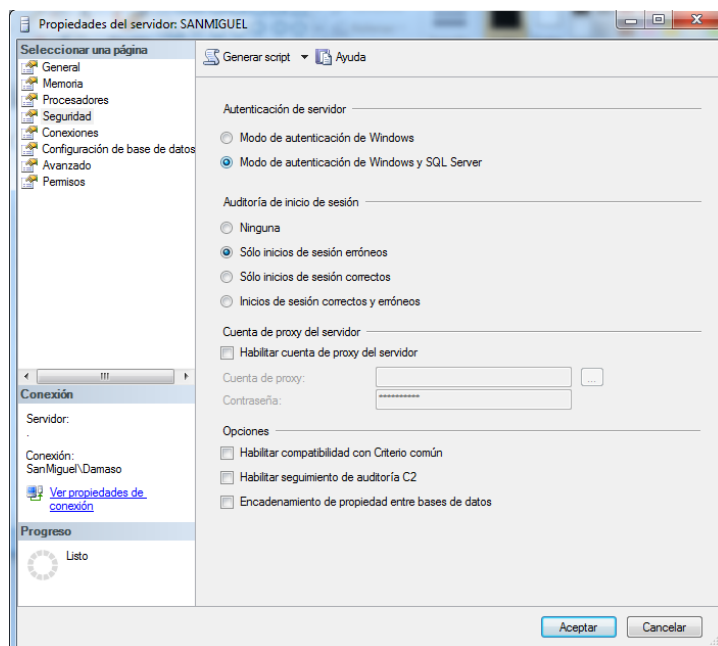 Propiedades del servidor: SANMIGUEL
Seleccionar una página
General
Memoria
Procesadores
Seguridad
Conexiones
Configuración de base de datos
Avanzado
Permisos
Conexión
Servidor:
.
Conexión:
SanMiguel\Damaso
Ver propiedades de
conexión
Progreso
Listo
Generar script Ayuda
Autenticación de servidor
Modo de autenticación de Windows
Modo de autenticación de Windows y SQL Server
Auditoría de inicio de sesión
Ninguna
Sólo inicios de sesión erróneos
Sólo inicios de sesión correctos
Inicios de sesión correctos y erróneos
Cuenta de proxy del servidor
Habilitar cuenta de proxy del servidor
Cuenta de proxy: ...
Contraseña: **********
Opciones
Habilitar compatibilidad con Criterio común
Habilitar seguimiento de auditoría C2
Encadenamiento de propiedad entre bases de datos
Aceptar Cancelar